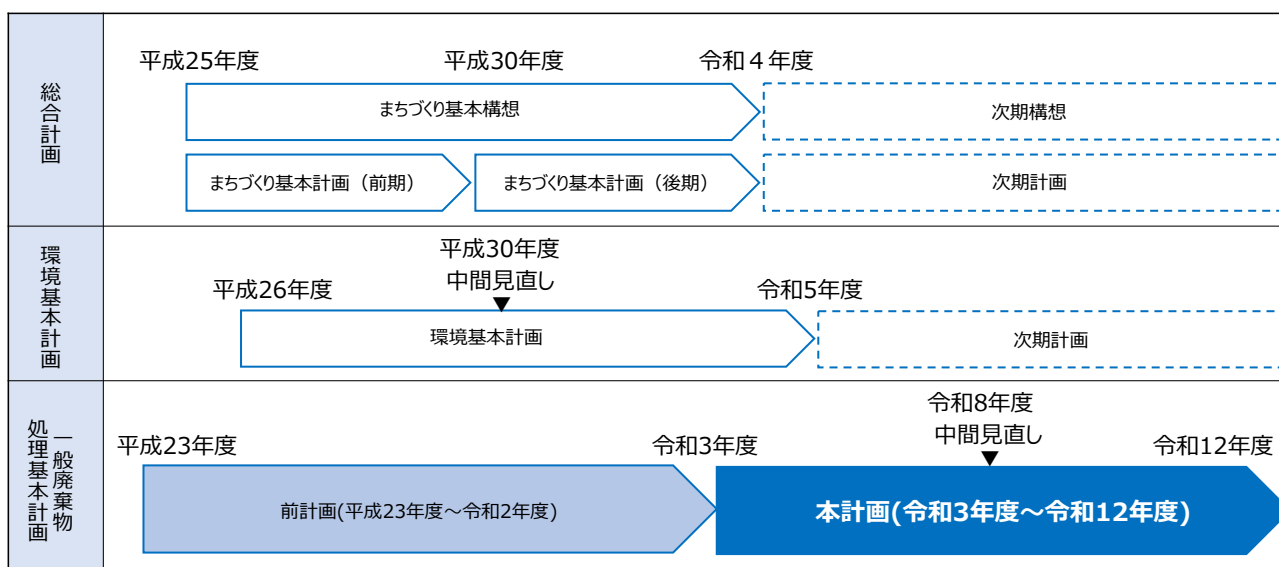 総合計画
平成25年度
平成30年度
令和４年度
まちづくり基本構想
次期構想
まちづくり基本計画（前期）
まちづくり基本計画（後期）
次期計画
環境基本計画
平成30年度
中間見直し
▼
平成26年度
令和5年度
環境基本計画
次期計画
一般廃棄物
処理基本計画
令和8年度
中間見直し
▼
平成23年度
令和3年度
令和12年度
前計画(平成23年度～令和2年度)
本計画(令和3年度～令和12年度)